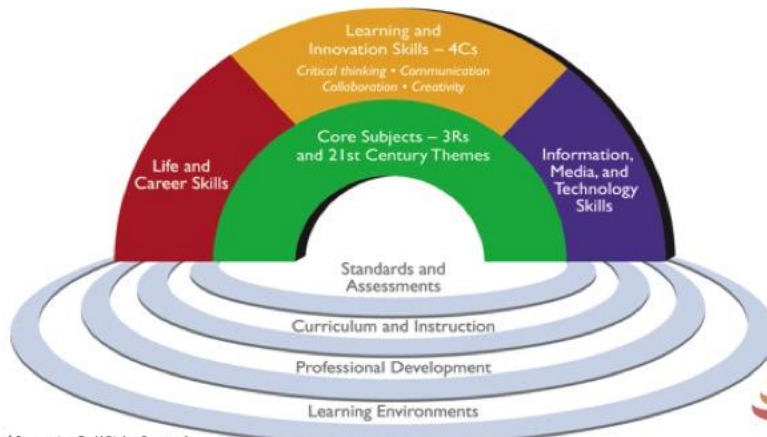 Learning and
Innovation Skills – 4Cs
Critical thinking • Communication
Collaboration • Creativity
Core Subjects – 3Rs
and 21st Century Themes
Life and
Career Skills
Information,
Media, and
Technology
Skills
Standards and
Assessments
Curriculum and Instruction
Professional Development
Learning Environments